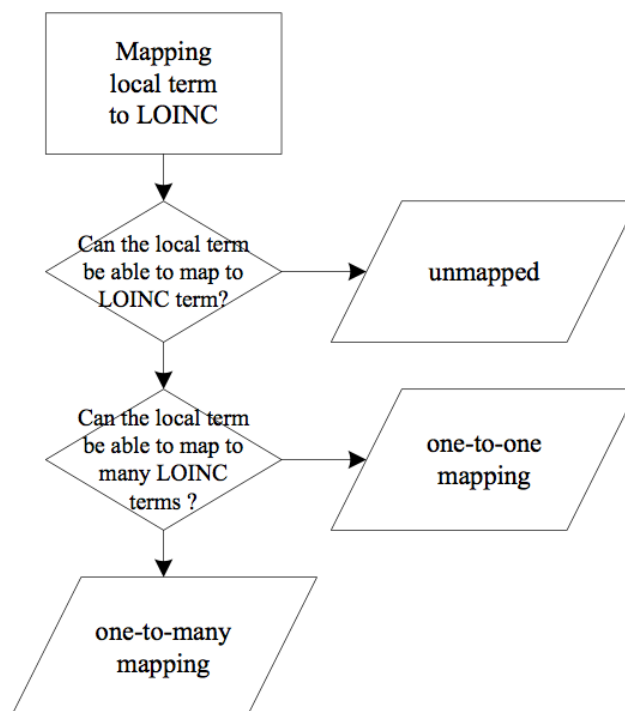 Mapping
local term
to LOINC
Can the local term
be able to map to
LOINC term?
unmapped
Can the local term
be able to map to
many LOINC
terms ?
one-to-one
mapping
one-to-many
mapping